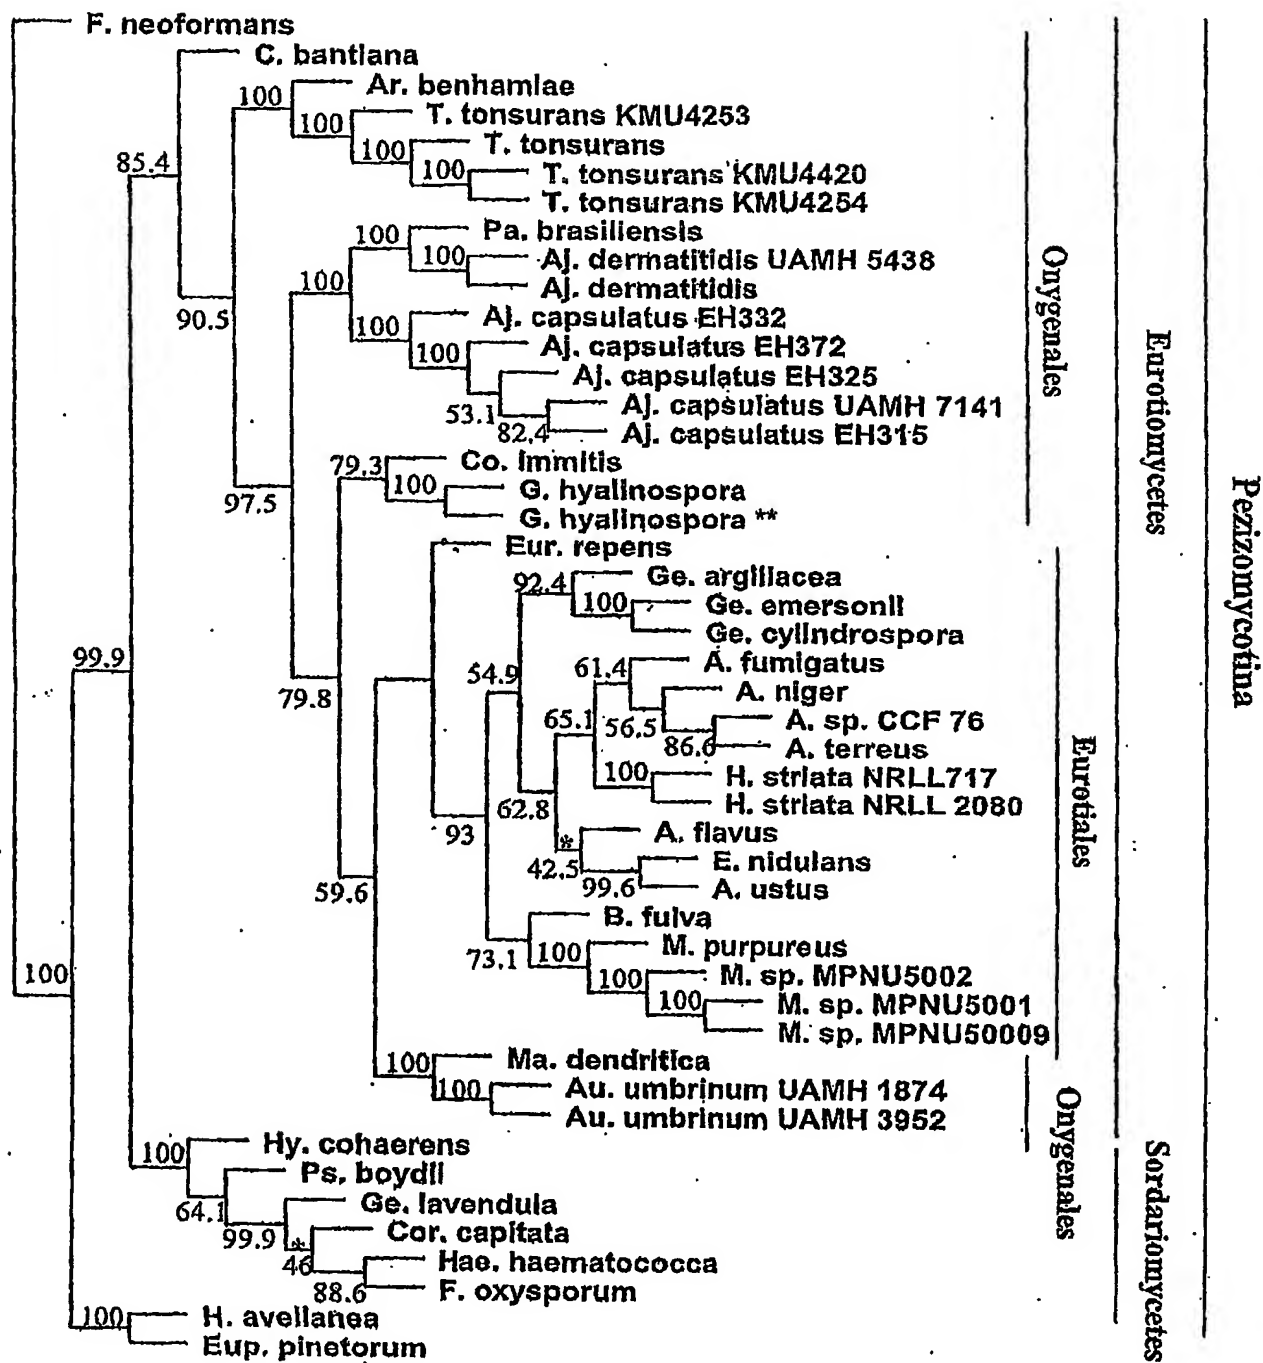 F. neoformans
C. bantiana
Ar. benhamiae
100
T. tonsurans KMU4253
100
T. tonsurans
100
85.4
T. tonsurans KMU4420
100
T. tonsurans KMU4254
Pa. brasiliensis
100
Aj. dermatitidis UAMH 5438
100
100
Aj. dermatitidis
90.5
Aj. capsulatus EH332
100
Aj. capsulatus EH372
100
Aj. capsulatus EH325
Aj. capsulatus UAMH 7141
53.1
82.4
Aj. capsulatus EH315
Co. immitis
79.3
G. hyalinospora
100
97.5
G. hyalinospora **
Eur. repens
Ge. argillacea
92.4
Ge. emersonii
100
Ge. cylindrospora
99.9
A. fumigatus
61.4
54.9
79.8
A. niger
65.1
56.5
A. sp. CCF 76
86.6
A. terreus
100
H. striata NRLL717
H. striata NRLL 2080
62.8
93
A. flavus
*
42.5
E. nidulans
99.6
A. ustus
59.6
B. fulva
M. purpureus
73.1
100
M. sp. MPNU5002
100
100
M. sp. MPNU5001
100
M. sp. MPNU50009
Ma. dendritica
100
Au. umbrinum UAMH 1874
100
Au. umbrinum UAMH 3952
Hy. cohaerens
100
Ps. boydii
Ge. lavendula
64.1
Cor. capitata
99.9
*
46
Hae. haematococca
88.6
F. oxysporum
H. avellanea
100
Eup. pinetorum
Onygenales
Eurotiales
Onygenales
Eurotiomycetes
Sordariomycetes
Pezizomycotina